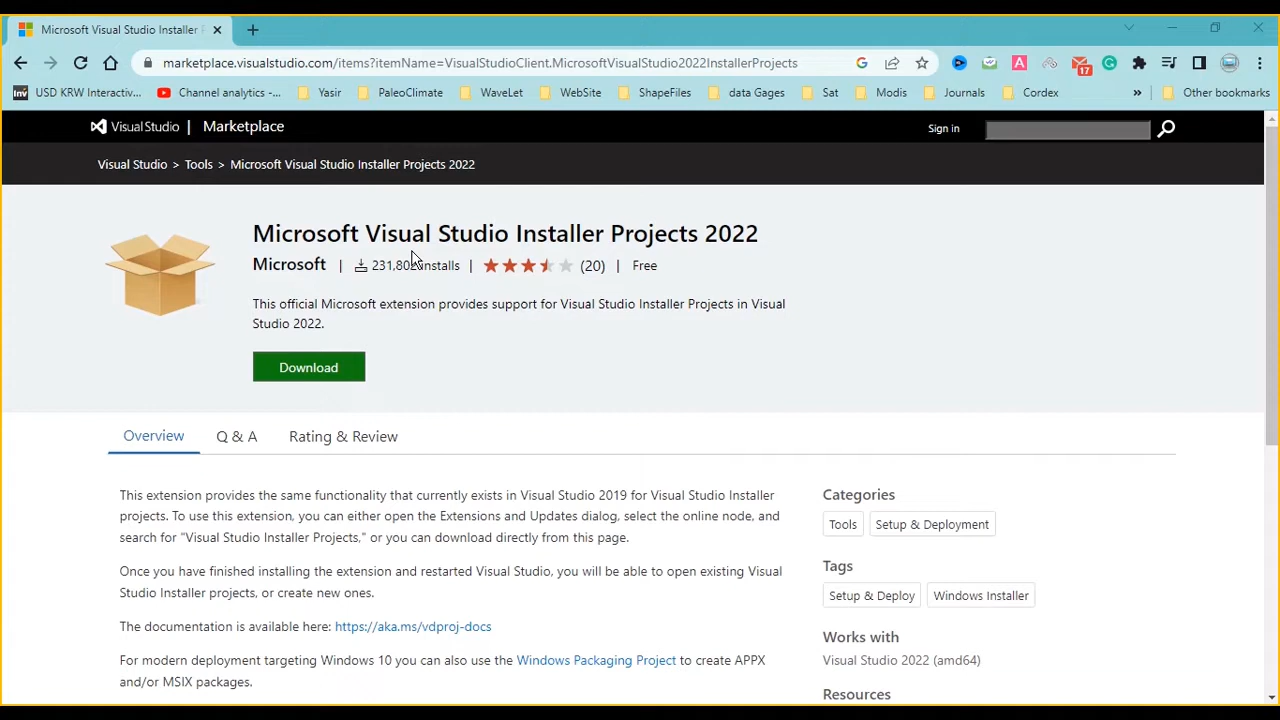 Microsoft Visual Studio Installer P
marketplace.visualstudio.com/items?itemName=VisualStudioClient.MicrosoftVisualStudio2022InstallerProjects
17
USD KRW Interactiv...
Channel analytics -...
Yasir
PaleoClimate
WaveLet
WebSite
ShapeFiles
data Gages
Sat
Modis
Journals
Cordex
»
Other bookmarks
Visual Studio | Marketplace
Sign in
Visual Studio > Tools > Microsoft Visual Studio Installer Projects 2022
Microsoft Visual Studio Installer Projects 2022
Microsoft | 231,802 installs | (20) | Free
This official Microsoft extension provides support for Visual Studio Installer Projects in Visual
Studio 2022.
Download
Overview
Q & A
Rating & Review
This extension provides the same functionality that currently exists in Visual Studio 2019 for Visual Studio Installer
projects. To use this extension, you can either open the Extensions and Updates dialog, select the online node, and
search for "Visual Studio Installer Projects," or you can download directly from this page.
Once you have finished installing the extension and restarted Visual Studio, you will be able to open existing Visual
Studio Installer projects, or create new ones.
The documentation is available here: https://aka.ms/vdproj-docs
For modern deployment targeting Windows 10 you can also use the Windows Packaging Project to create APPX
and/or MSIX packages.
Categories
Tools
Setup & Deployment
Tags
Setup & Deploy
Windows Installer
Works with
Visual Studio 2022 (amd64)
Resources